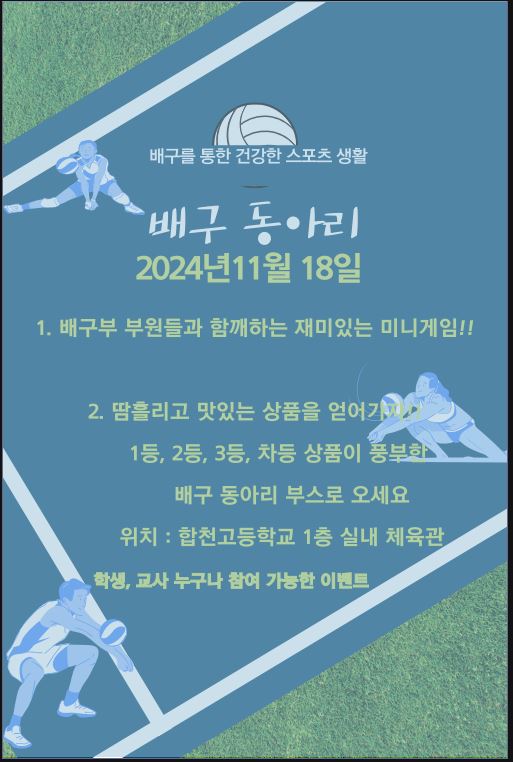 배구를 통한 건강한 스포츠 생활
배구 동아리
2024년11월 18일
1. 배구부 부원들과 함께하는 재미있는 미니게임!!
2. 땀흘리고 맛있는 상품을 얻어
1등, 2등, 3등, 차등 상품이 풍부한
배구 동아리 부스로 오세요
위치 : 합천고등학교 1층 실내 체육관
학생, 교사 누구나 참여 가능한 이벤트